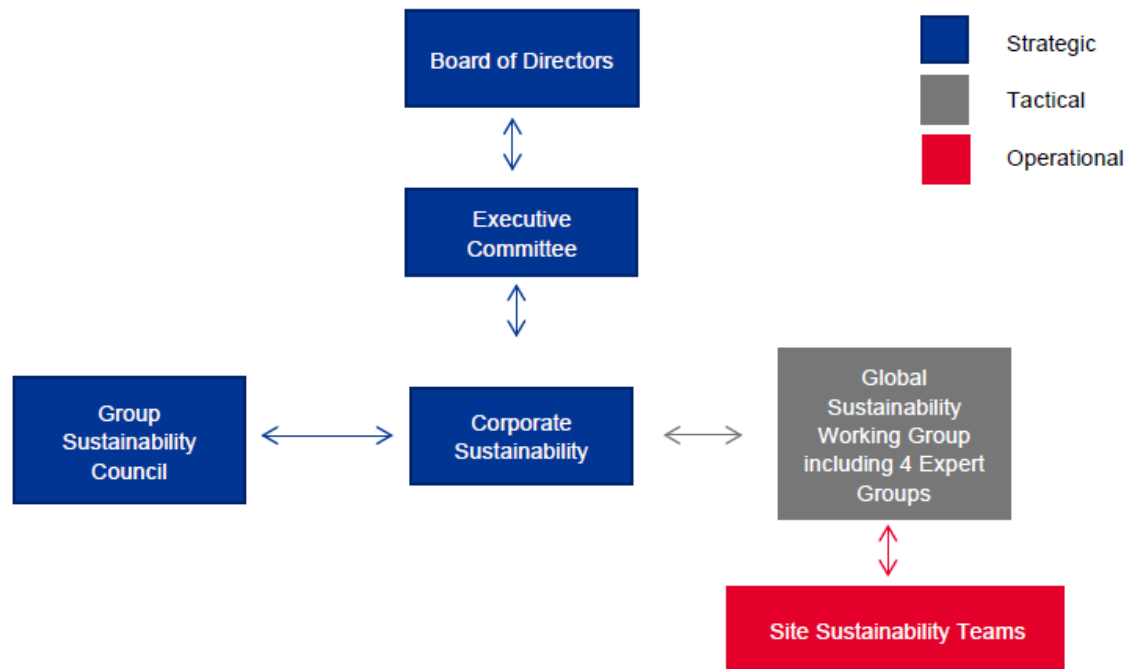 Board of Directors
Strategic
Tactical
Operational
Executive
Committee
Group
Sustainability
Council
Corporate
Sustainability
Global
Sustainability
Working Group
including 4 Expert
Groups
Site Sustainability Teams